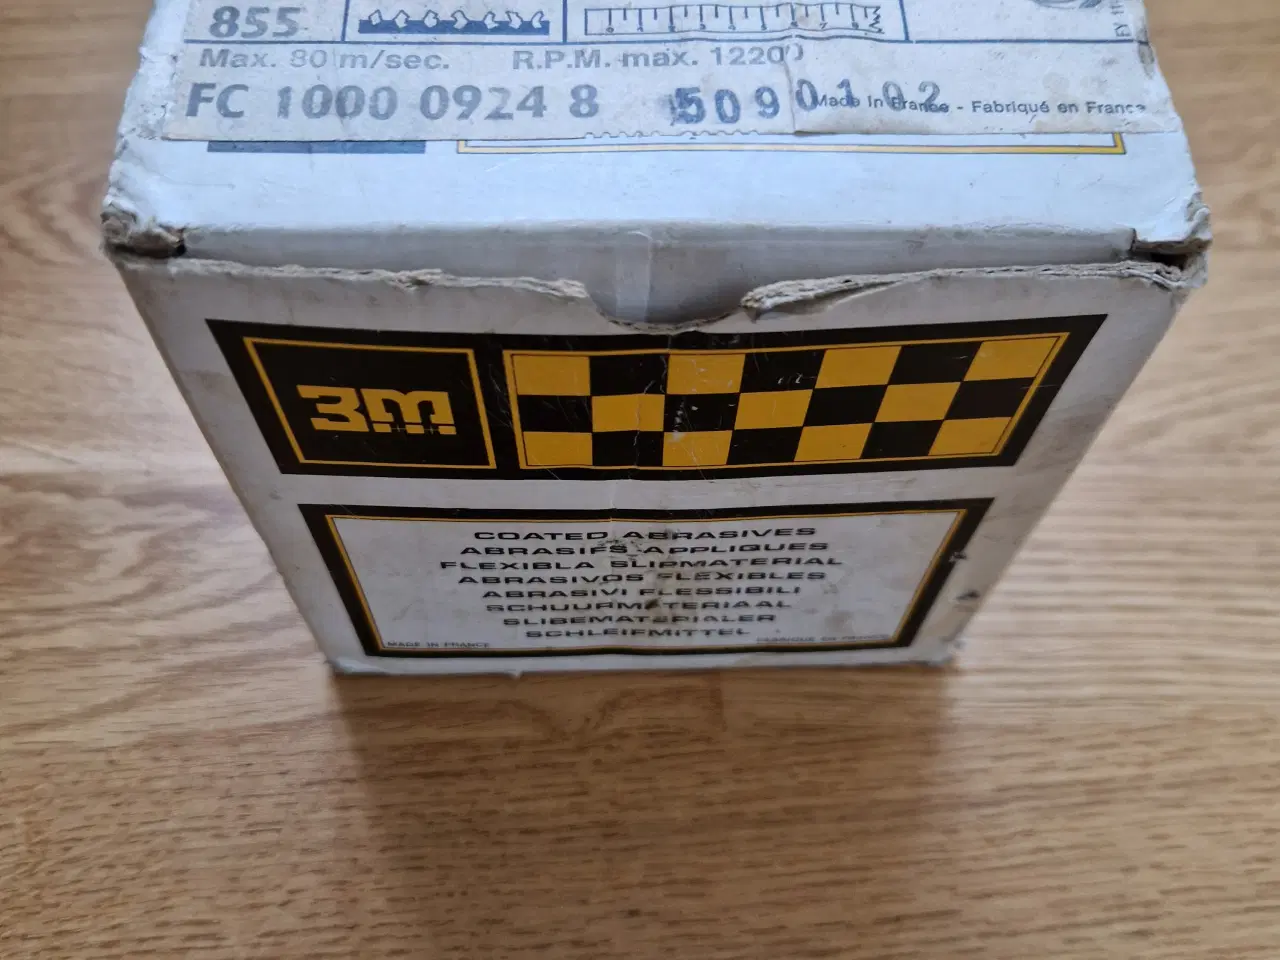 855
Max. 80 m/sec. R.P.M. max. 12200
FC 1000 0924 8 5090102
Made in France - Fabriqué en France
3M
COATED ABRASIVES
ABRASIFS APPLIQUES
FLEXIBLA SLIPMATERIAL
ABRASIVOS FLEXIBLES
ABRASIVI FLESSIBILI
SCHUURMATERIAAL
SLIBEMATERIALER
SCHLEIFMITTEL
MADE IN FRANCE FABRIQUE EN FRANCE